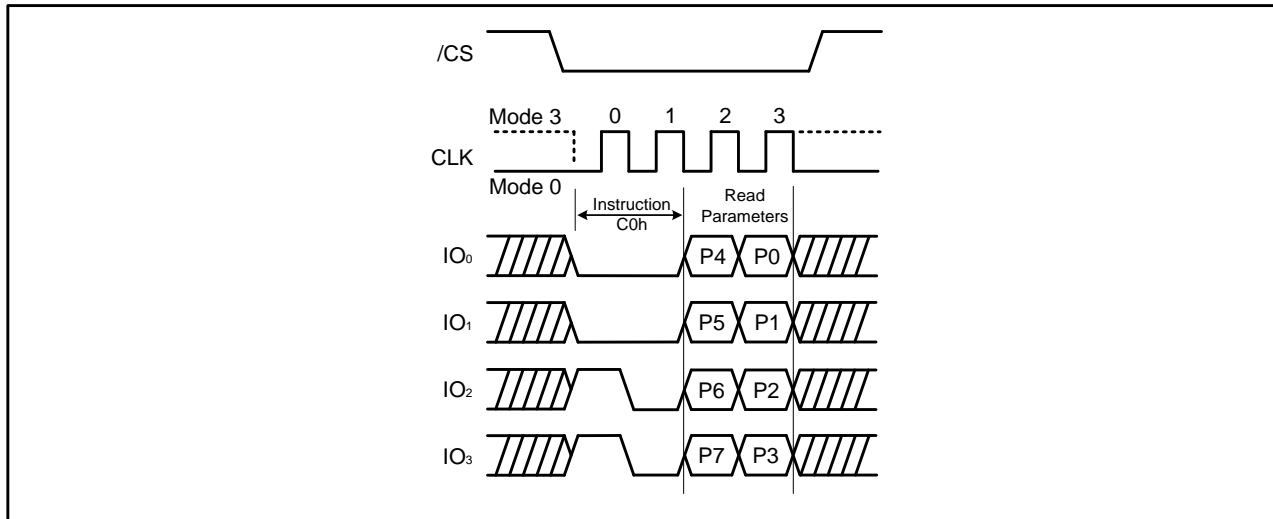 /CS
Mode 3 0 1 2 3
CLK
Mode 0
Instruction
C0h
Read
Parameters
IO₀ P4 P0
IO₁ P5 P1
IO₂ P6 P2
IO₃ P7 P3